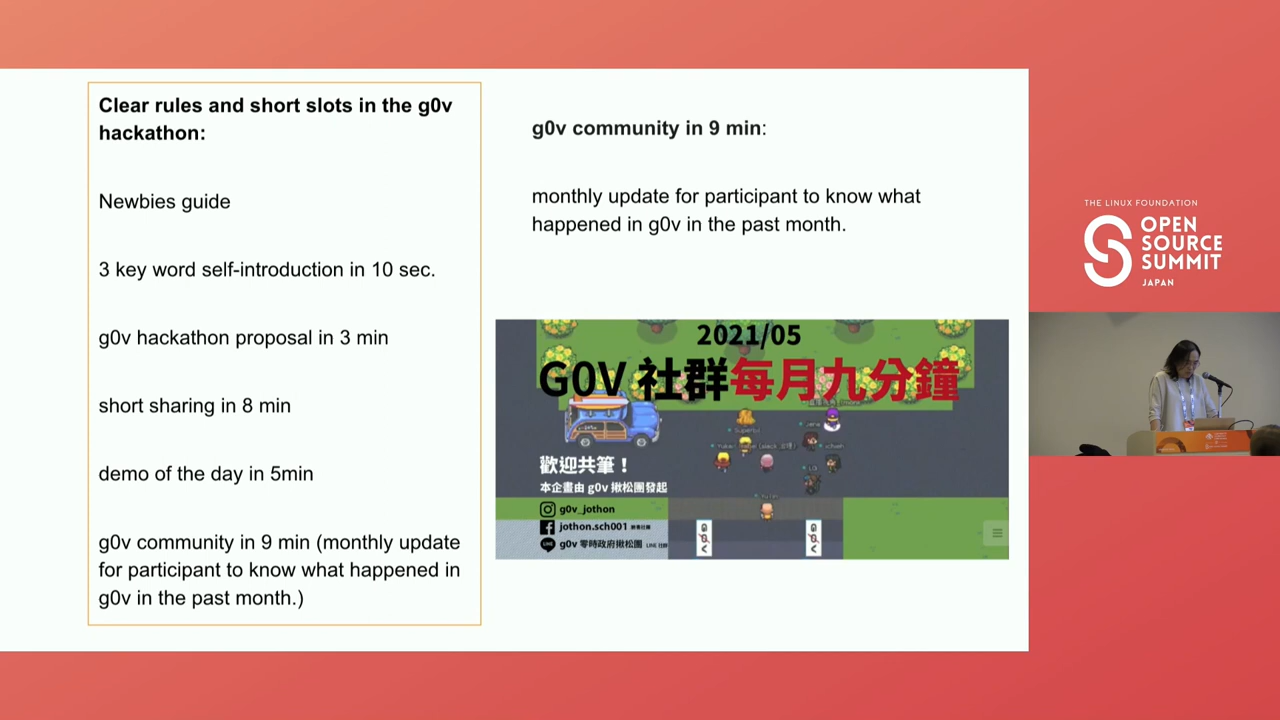 Clear rules and short slots in the g0v
hackathon:
Newbies guide
3 key word self-introduction in 10 sec.
g0v hackathon proposal in 3 min
short sharing in 8 min
demo of the day in 5min
g0v community in 9 min (monthly update
for participant to know what happened in
g0v in the past month.)
g0v community in 9 min:
monthly update for participant to know what
happened in g0v in the past month.
2021/05
G0V 社群每月九分鐘
歡迎共筆！
本企畫由 g0v 揪松團發起
g0v_jothon
jothon.sch001
g0v 零時政府揪松團
g0v
g0v
THE LINUX FOUNDATION
OPEN
SOURCE
SUMMIT
JAPAN